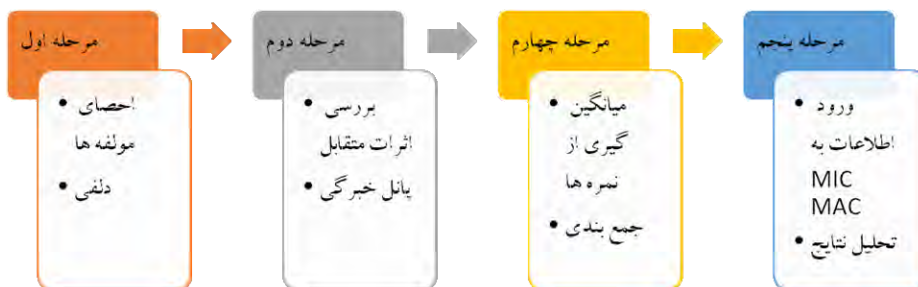 مرحله اول
• احصای
مولفه ها
• دلفی
مرحله دوم
• بررسی
اثرات متقابل
• پانل خبرگی
مرحله چهارم
• میانگین
گیری از
نمره ها
• جمع بندی
مرحله پنجم
• ورود
اطلاعات به
MIC
MAC
• تحلیل نتایج